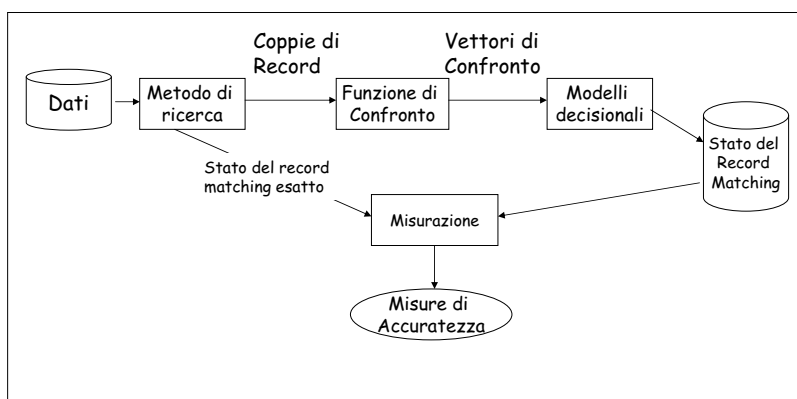 Coppie di
Record
Vettori di
Confronto
Dati
Metodo di
ricerca
Funzione di
Confronto
Modelli
decisionali
Stato del
Record
Matching
Stato del record
matching esatto
Misurazione
Misure di
Accuratezza